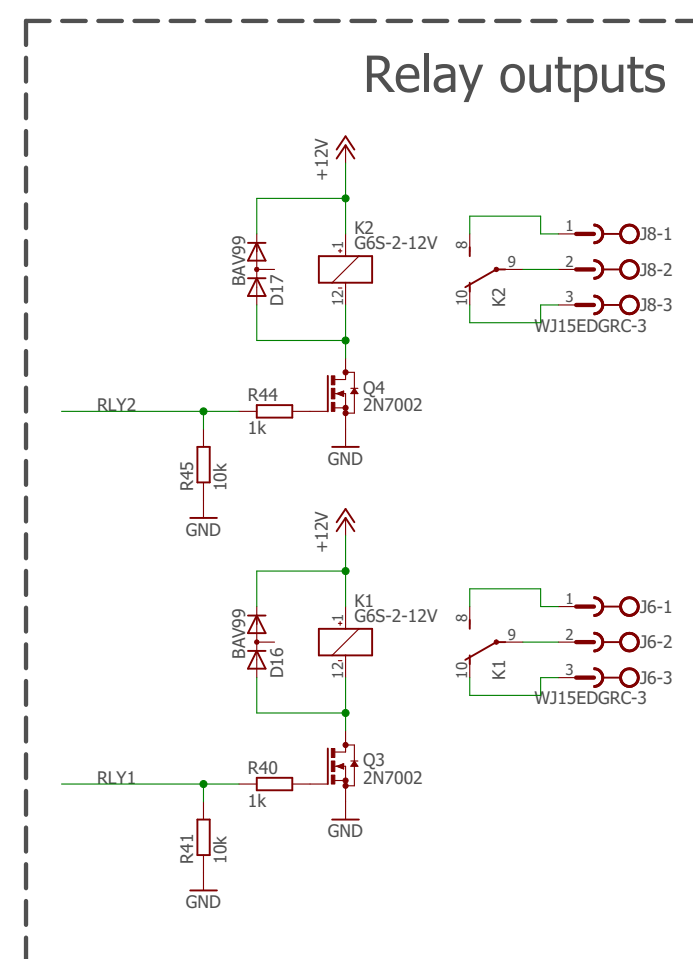 Relay outputs
+12V
K2
G6S-2-12V
1
12
BAV99
D17
8
9
10
K2
1
J8-1
2
J8-2
3
J8-3
WJ15EDGRC-3
Q4
2N7002
RLY2
R44
1k
R45
10k
GND
GND
+12V
K1
G6S-2-12V
1
12
BAV99
D16
8
9
10
K1
1
J6-1
2
J6-2
3
J6-3
WJ15EDGRC-3
Q3
2N7002
RLY1
R40
1k
R41
10k
GND
GND